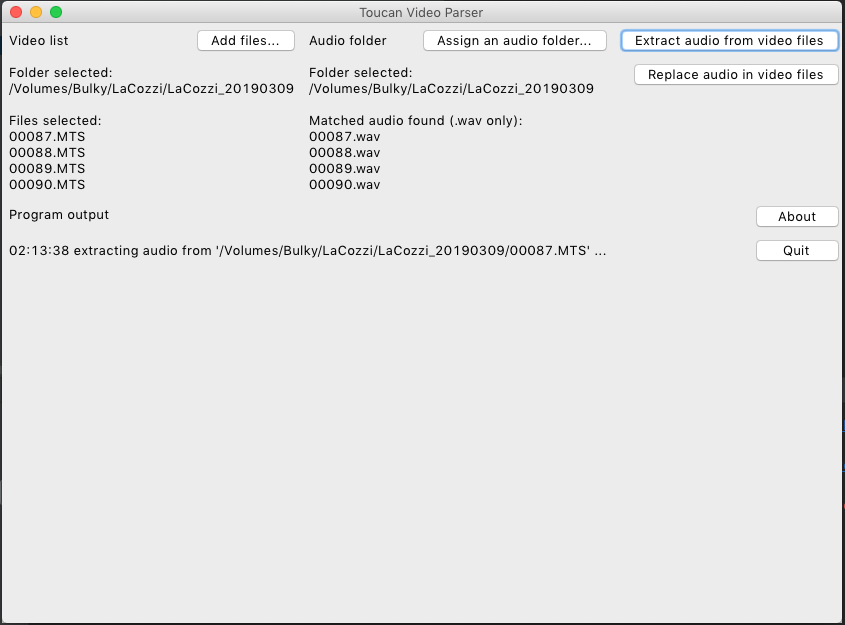 Toucan Video Parser
Video list
Add files...
Audio folder
Assign an audio folder...
Extract audio from video files
Folder selected:
/Volumes/Bulky/LaCozzi/LaCozzi_20190309
Folder selected:
/Volumes/Bulky/LaCozzi/LaCozzi_20190309
Replace audio in video files
Files selected:
00087.MTS
00088.MTS
00089.MTS
00090.MTS
Matched audio found (.wav only):
00087.wav
00088.wav
00089.wav
00090.wav
Program output
About
02:13:38 extracting audio from '/Volumes/Bulky/LaCozzi/LaCozzi_20190309/00087.MTS' ...
Quit